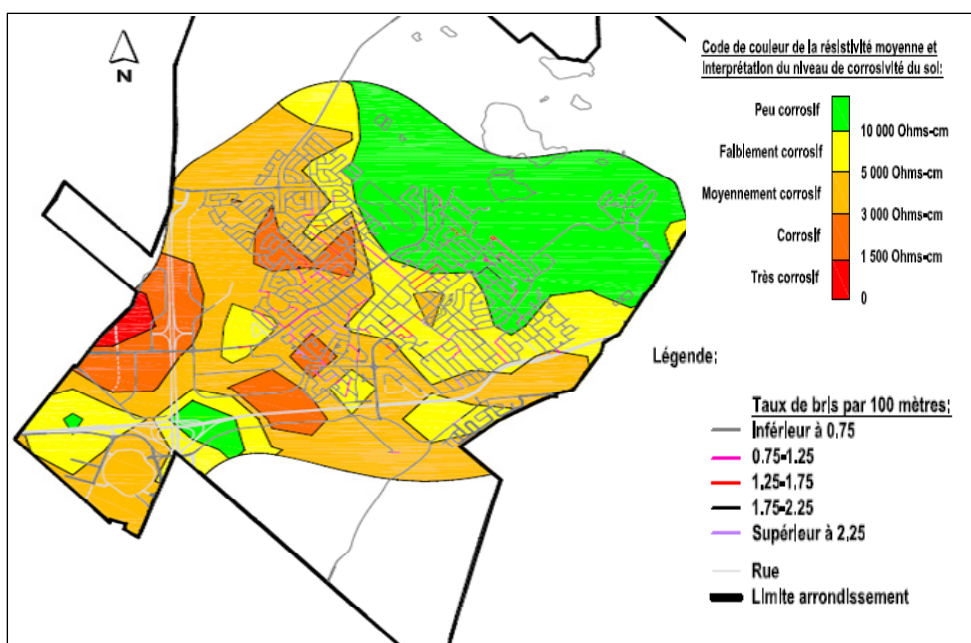 N
Code de couleur de la résistivité moyenne et
Interprétation du niveau de corrosivité du sol:
Peu corrosif
10 000 Ohms-cm
Faiblement corrosif
5 000 Ohms-cm
Moyennement corrosif
3 000 Ohms-cm
Corrosif
1 500 Ohms-cm
Très corrosif
0
Légende:
Taux de bris par 100 mètres:
Inférieur à 0.75
0.75-1.25
1.25-1.75
1.75-2.25
Supérieur à 2.25
Rue
Limite arrondissement